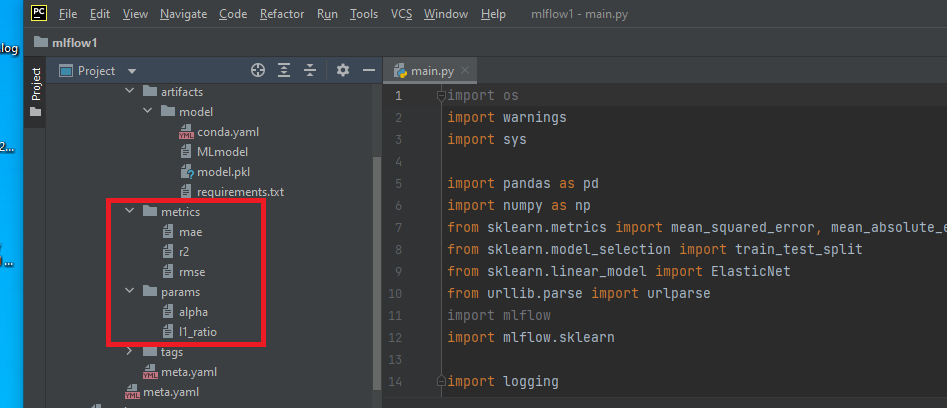 PC File Edit View Navigate Code Refactor Run Tools VCS Window Help mlflow1 - main.py
log
mlflow1
Project
Project
main.py
artifacts
model
conda.yaml
MLmodel
model.pkl
requirements.txt
metrics
mae
r2
rmse
params
alpha
l1_ratio
tags
meta.yaml
meta.yaml
2...
...
1 import os
2 import warnings
3 import sys
4
5 import pandas as pd
6 import numpy as np
7 from sklearn.metrics import mean_squared_error, mean_absolute_e
8 from sklearn.model_selection import train_test_split
9 from sklearn.linear_model import ElasticNet
10 from urllib.parse import urlparse
11 import mlflow
12 import mlflow.sklearn
13
14 import logging